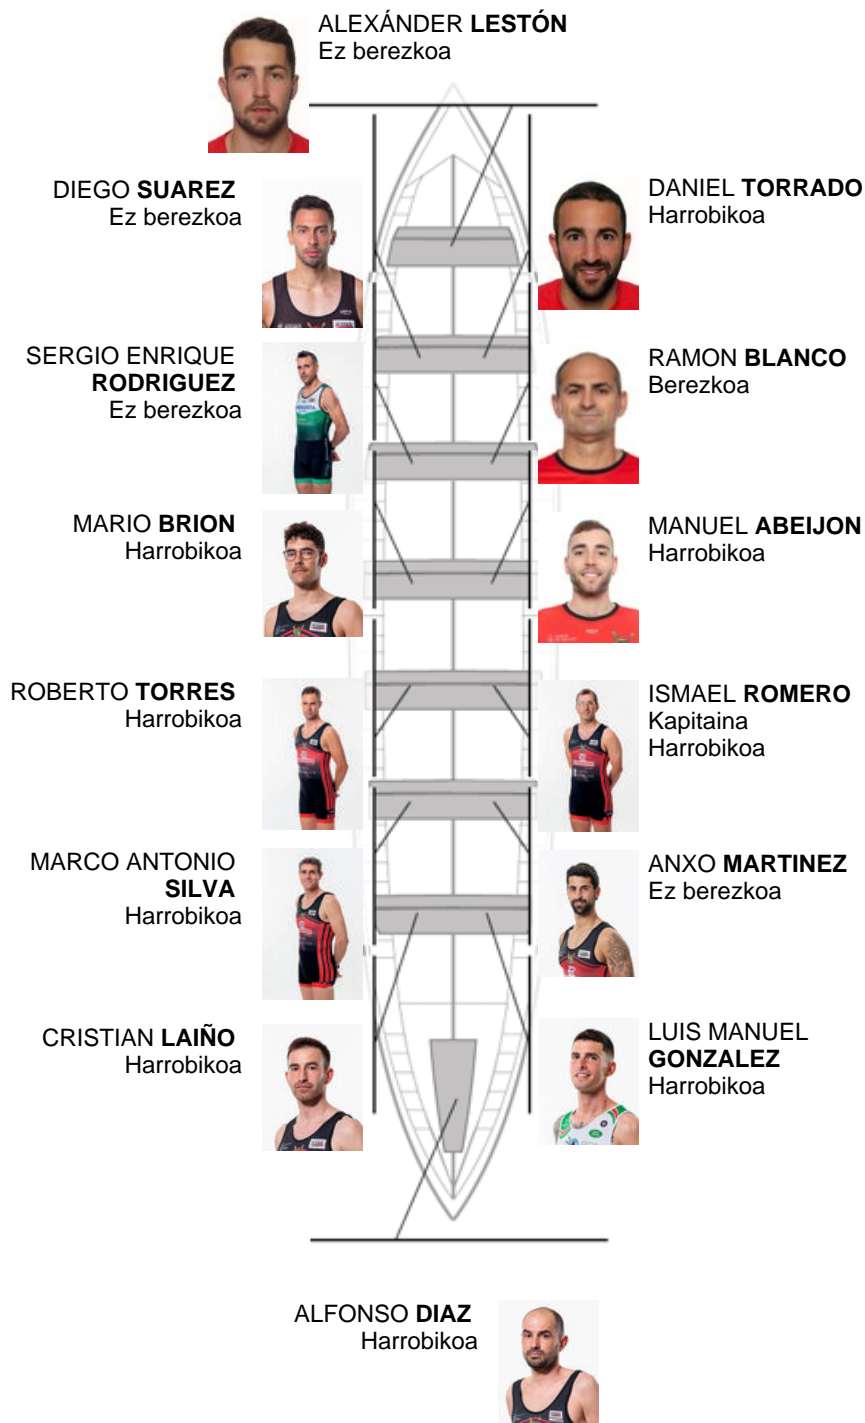 ALEXÁNDER LESTÓN
Ez berezkoa
DIEGO SUAREZ
Ez berezkoa
DANIEL TORRADO
Harrobikoa
SERGIO ENRIQUE
RODRIGUEZ
Ez berezkoa
RAMON BLANCO
Berezkoa
MARIO BRION
Harrobikoa
MANUEL ABEIJON
Harrobikoa
ROBERTO TORRES
Harrobikoa
ISMAEL ROMERO
Kapitaina
Harrobikoa
MARCO ANTONIO
SILVA
Harrobikoa
ANXO MARTINEZ
Ez berezkoa
CRISTIAN LAIÑO
Harrobikoa
LUIS MANUEL
GONZALEZ
Harrobikoa
ALFONSO DIAZ
Harrobikoa